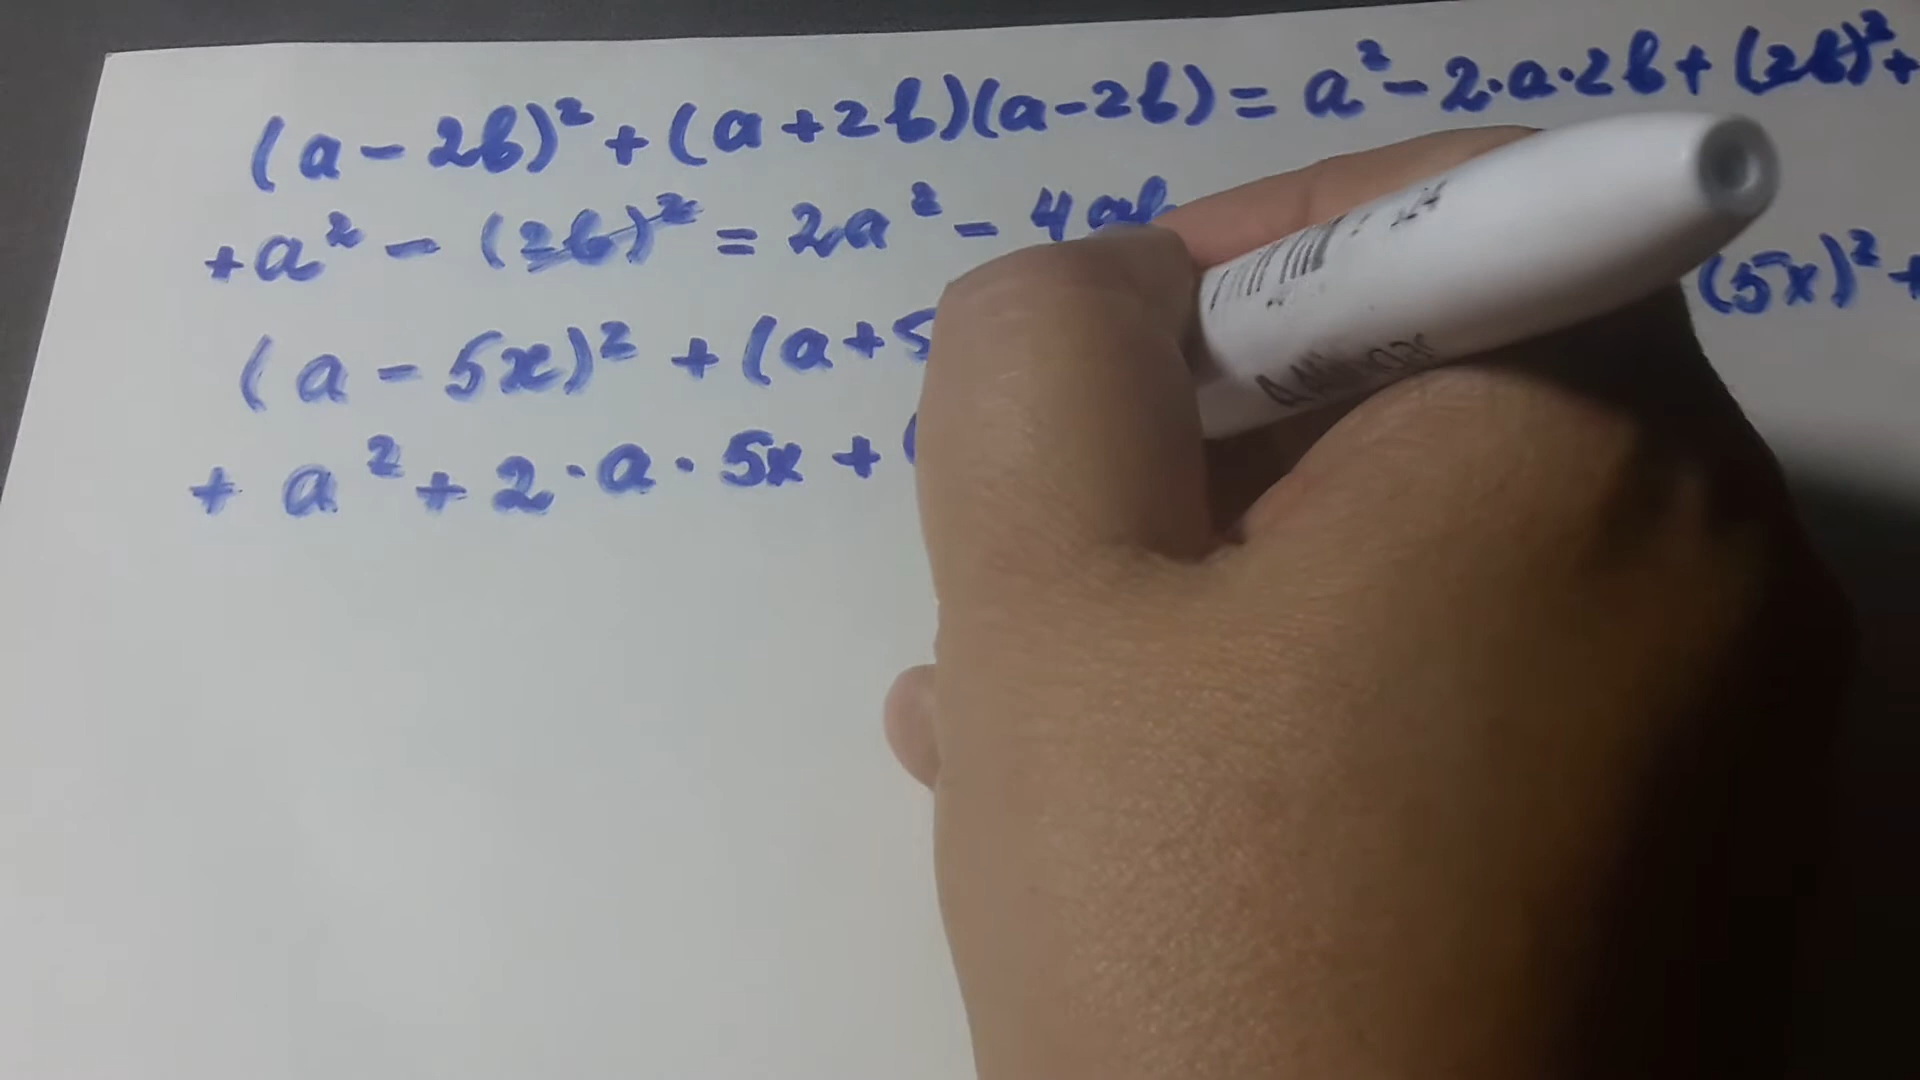 (a - 2b)² + (a + 2b)(a - 2b) = a² - 2·a·2b + (2b)² +
+ a² - (2b)² = 2a² - 4ab
(a - 5x)² + (a + 5 (5x)² +
+ a² + 2 · a · 5x + (